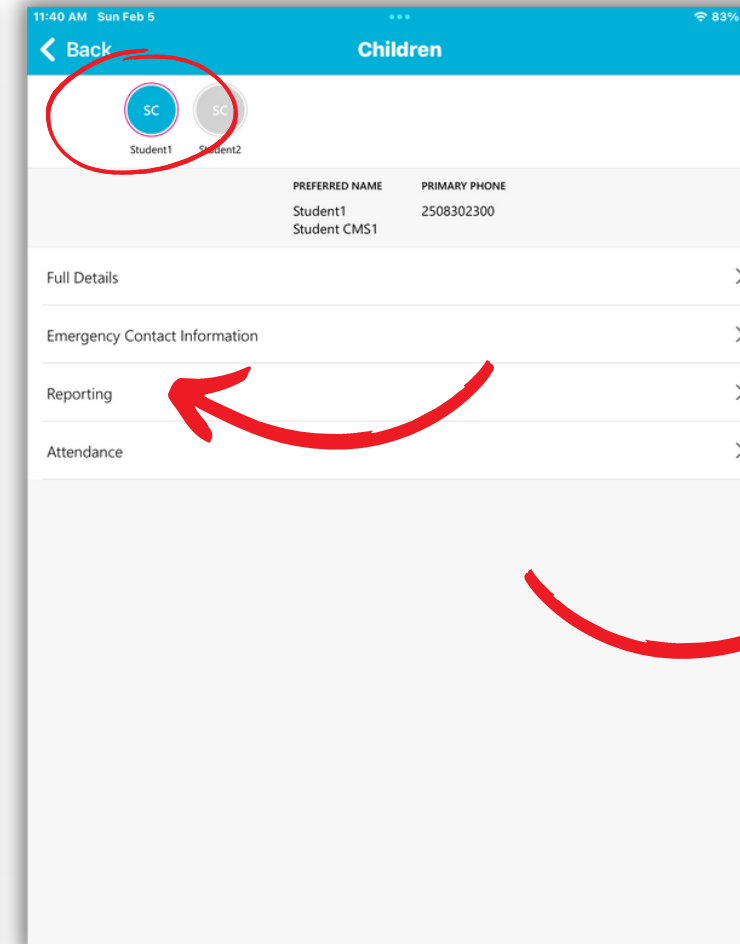 11:40 AM Sun Feb 5
83%
Back
Children
SC
SC
Student1
Student2
PREFERRED NAME
PRIMARY PHONE
Student1
2508302300
Student CMS1
Full Details
Emergency Contact Information
Reporting
Attendance